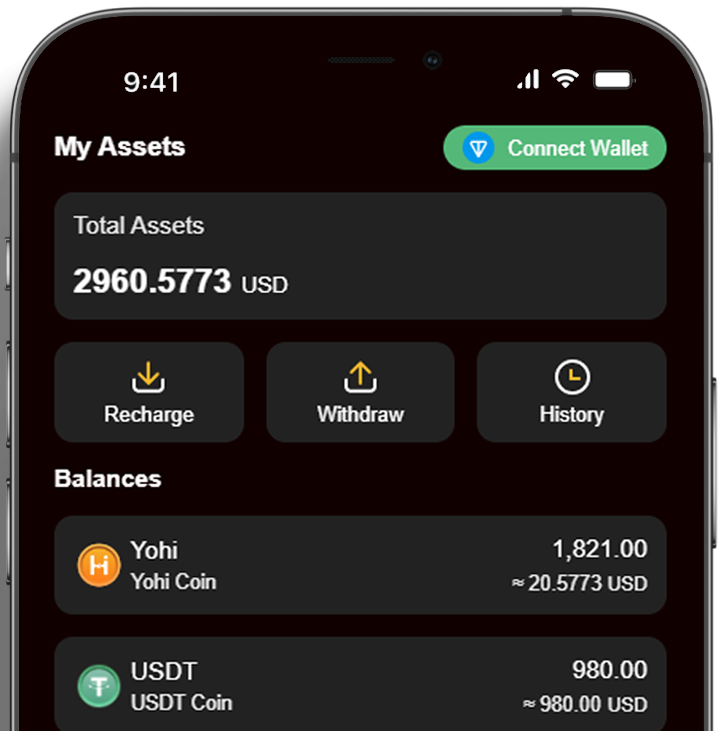 9:41
My Assets
Connect Wallet
Total Assets
2960.5773 USD
Recharge
Withdraw
History
Balances
Yohi
1,821.00
Yohi Coin
≈ 20.5773 USD
USDT
980.00
USDT Coin
≈ 980.00 USD